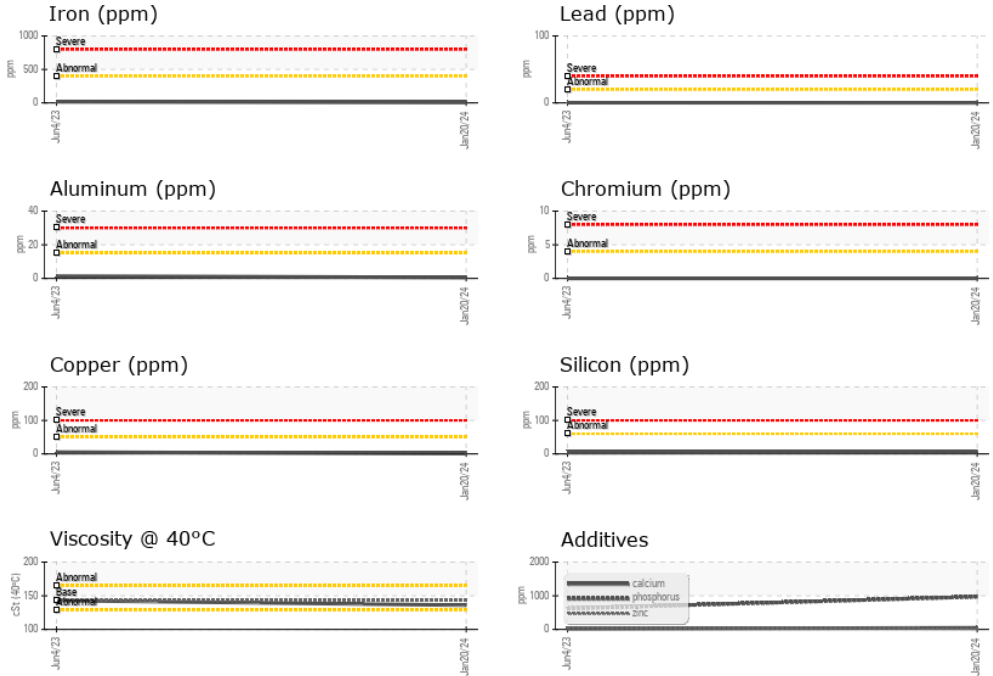 Iron (ppm)
1000
Severe
ppm
500
Abnormal
0
Jun4/23
Jan20/24
Lead (ppm)
100
ppm
50
Severe
Abnormal
0
Jun4/23
Jan20/24
Aluminum (ppm)
40
Severe
ppm
20
Abnormal
0
Jun4/23
Jan20/24
Chromium (ppm)
10
Severe
ppm
5
Abnormal
0
Jun4/23
Jan20/24
Copper (ppm)
200
ppm
Severe
100
Abnormal
0
Jun4/23
Jan20/24
Silicon (ppm)
200
ppm
Severe
100
Abnormal
0
Jun4/23
Jan20/24
Viscosity @ 40°C
200
Abnormal
cSt (40°C)
150
Base
Abnormal
100
Jun4/23
Jan20/24
Additives
2000
calcium
ppm
1000
phosphorus
zinc
0
Jun4/23
Jan20/24